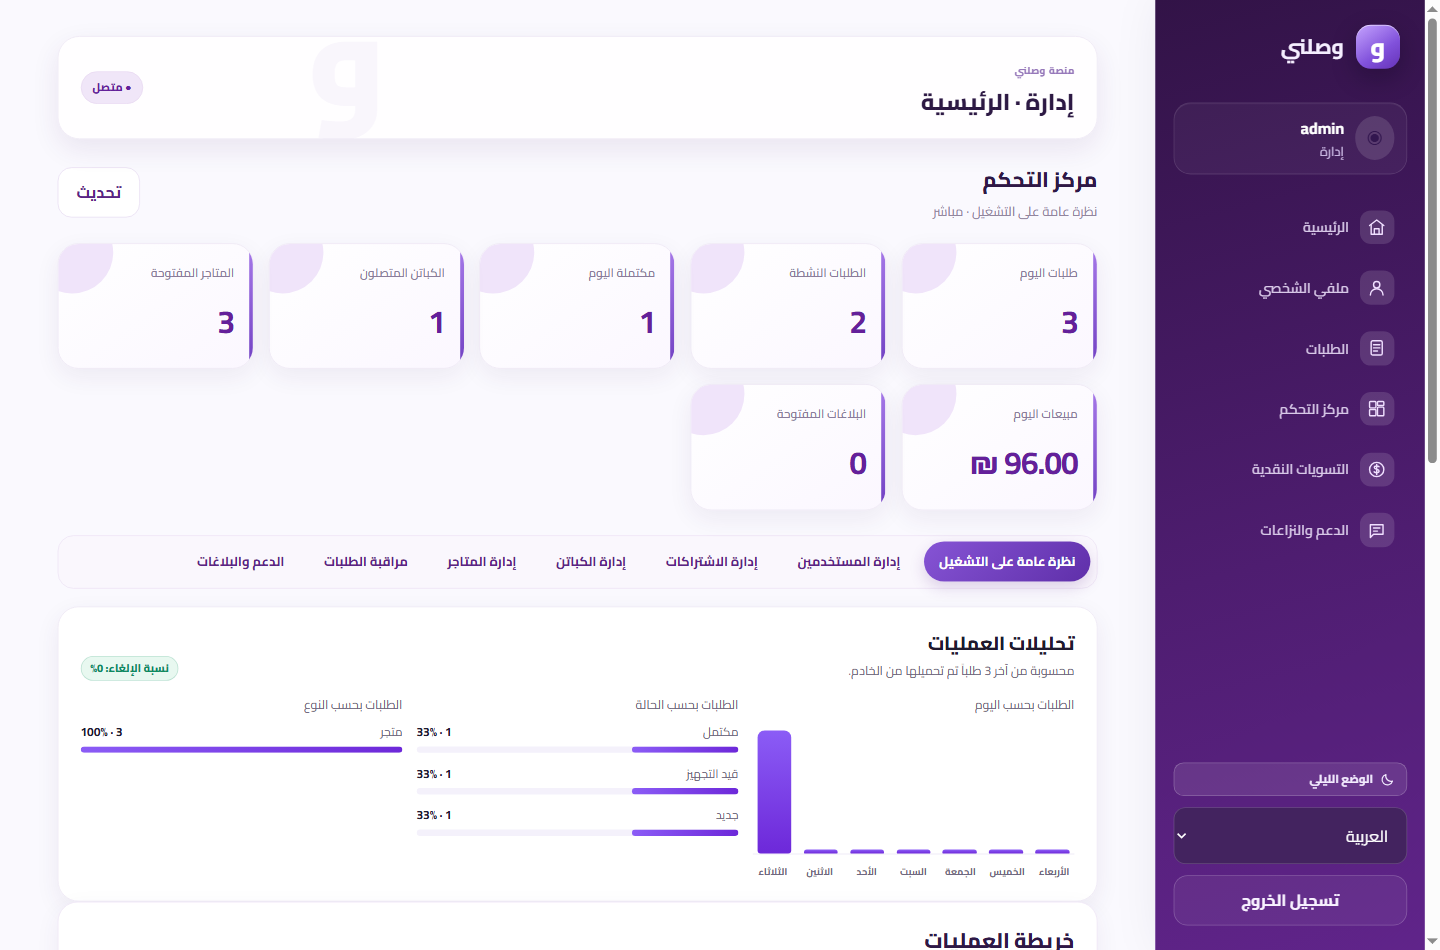 و
وصلني
admin
إدارة
الرئيسية
ملفي الشخصي
الطلبات
مركز التحكم
التسويات النقدية
الدعم والنزاعات
الوضع الليلي
العربية
تسجيل الخروج
و
منصة وصلني
إدارة · الرئيسية
• متصل
مركز التحكم
نظرة عامة على التشغيل · مباشر
تحديث
طلبات اليوم
3
الطلبات النشطة
2
مكتملة اليوم
1
الكباتن المتصلون
1
المتاجر المفتوحة
3
مبيعات اليوم
96.00 ₪
البلاغات المفتوحة
0
نظرة عامة على التشغيل
إدارة المستخدمين
إدارة الاشتراكات
إدارة الكباتن
إدارة المتاجر
مراقبة الطلبات
الدعم والبلاغات
تحليلات العمليات
محسوبة من آخر 3 طلباً تم تحميلها من الخادم.
نسبة الإلغاء: 0%
الطلبات بحسب اليوم
الأربعاء
الخميس
الجمعة
السبت
الأحد
الاثنين
الثلاثاء
الطلبات بحسب الحالة
مكتمل
1 · 33%
قيد التجهيز
1 · 33%
جديد
1 · 33%
الطلبات بحسب النوع
متجر
3 · 100%
خريطة العمليات